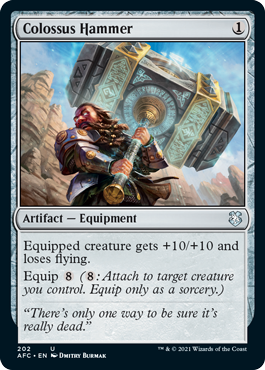 Colossus Hammer 1
Artifact — Equipment
Equipped creature gets +10/+10 and
loses flying.
Equip 8 (8: Attach to target creature
you control. Equip only as a sorcery.)
“There's only one way to be sure it's
really dead.”
202 U
AFC • EN DMITRY BURMAK ™ & © 2021 Wizards of the Coast